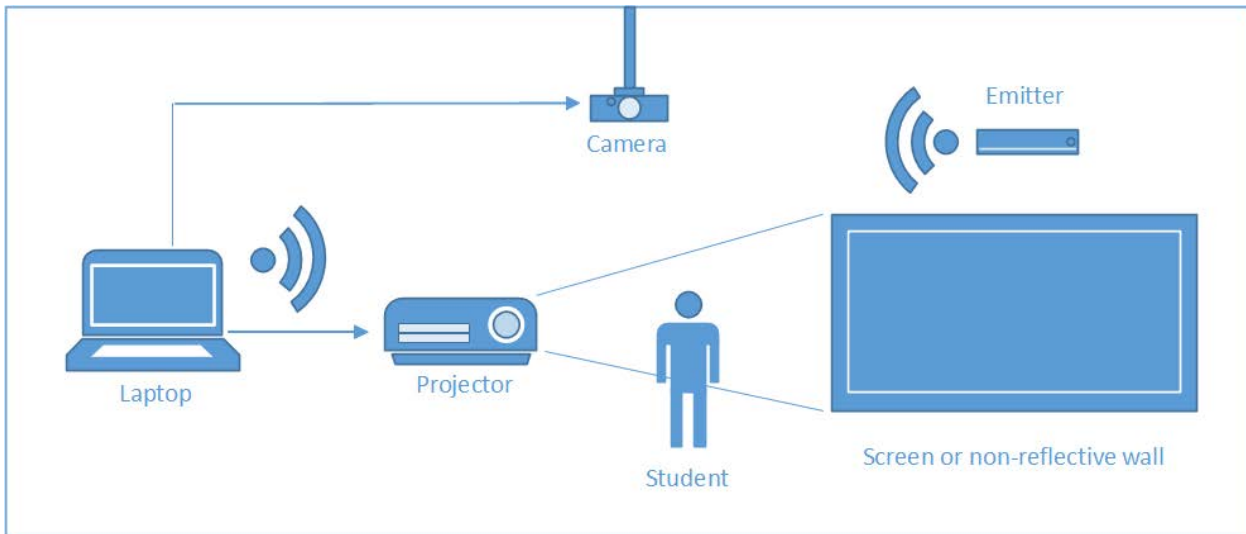 Emitter
Camera
Laptop
Projector
Student
Screen or non-reflective wall